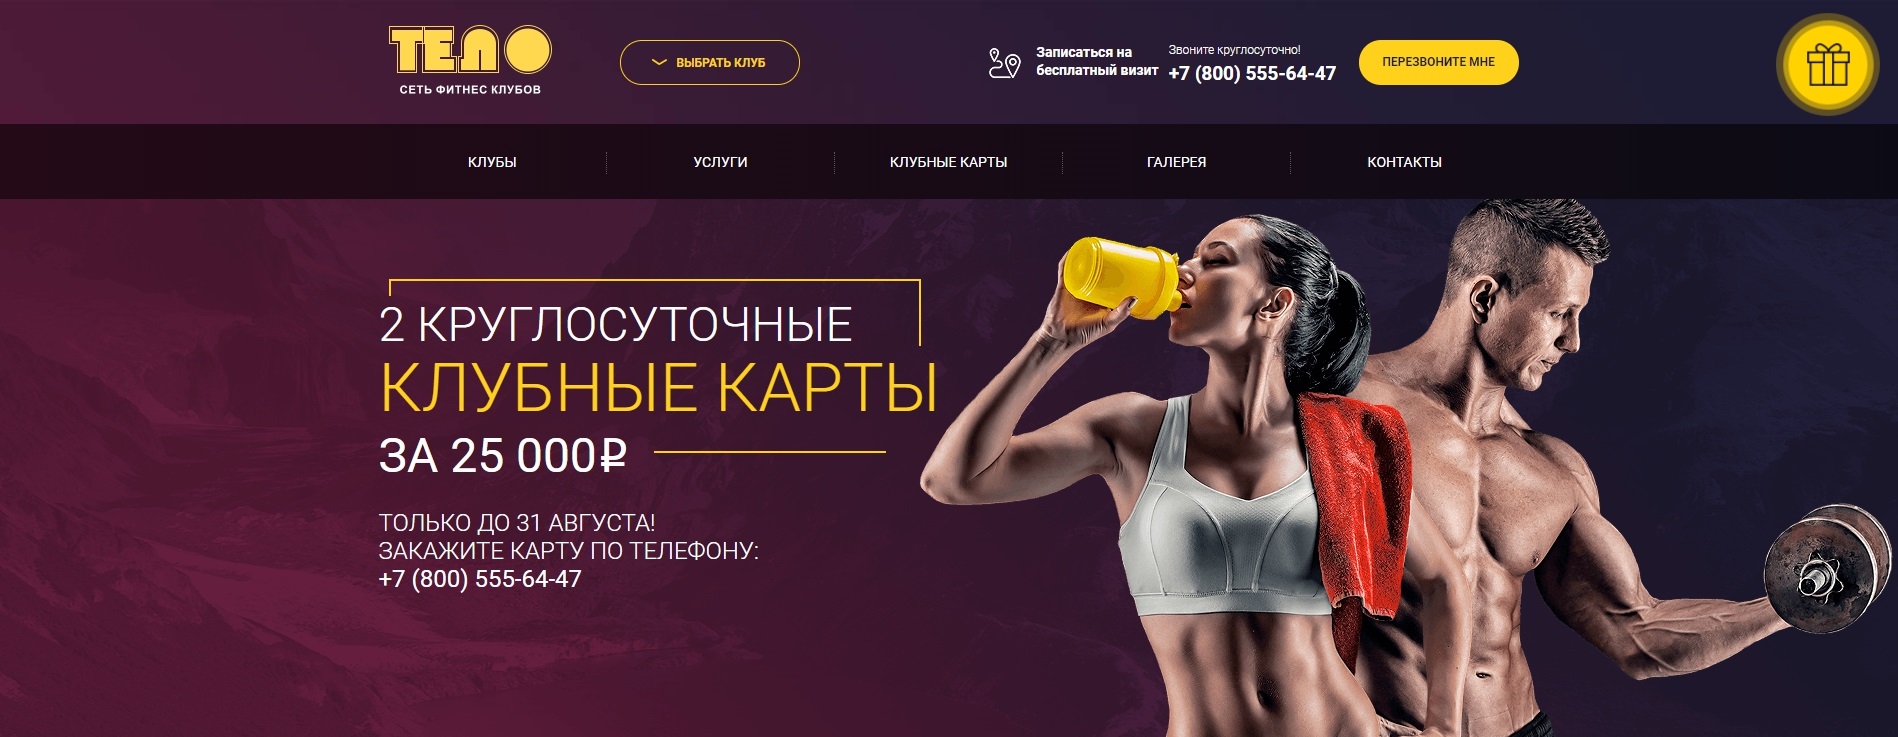 ТЕЛО
СЕТЬ ФИТНЕС КЛУБОВ
ВЫБРАТЬ КЛУБ
Записаться на
бесплатный визит
Звоните круглосуточно!
+7 (800) 555-64-47
ПЕРЕЗВОНИТЕ МНЕ
КЛУБЫ
УСЛУГИ
КЛУБНЫЕ КАРТЫ
ГАЛЕРЕЯ
КОНТАКТЫ
2 КРУГЛОСУТОЧНЫЕ
КЛУБНЫЕ КАРТЫ
ЗА 25 000₽
ТОЛЬКО ДО 31 АВГУСТА!
ЗАКАЖИТЕ КАРТУ ПО ТЕЛЕФОНУ:
+7 (800) 555-64-47